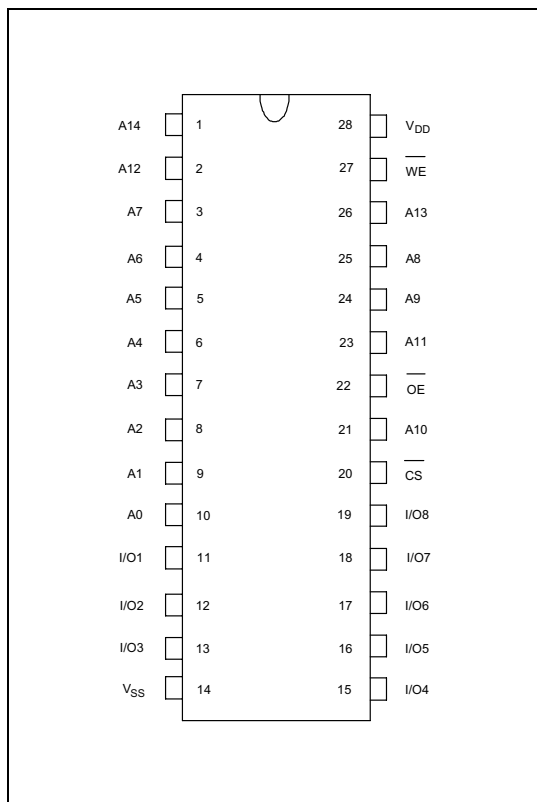 A14 1 28 VDD
A12 2 27 WE
A7 3 26 A13
A6 4 25 A8
A5 5 24 A9
A4 6 23 A11
A3 7 22 OE
A2 8 21 A10
A1 9 20 CS
A0 10 19 I/O8
I/O1 11 18 I/O7
I/O2 12 17 I/O6
I/O3 13 16 I/O5
VSS 14 15 I/O4